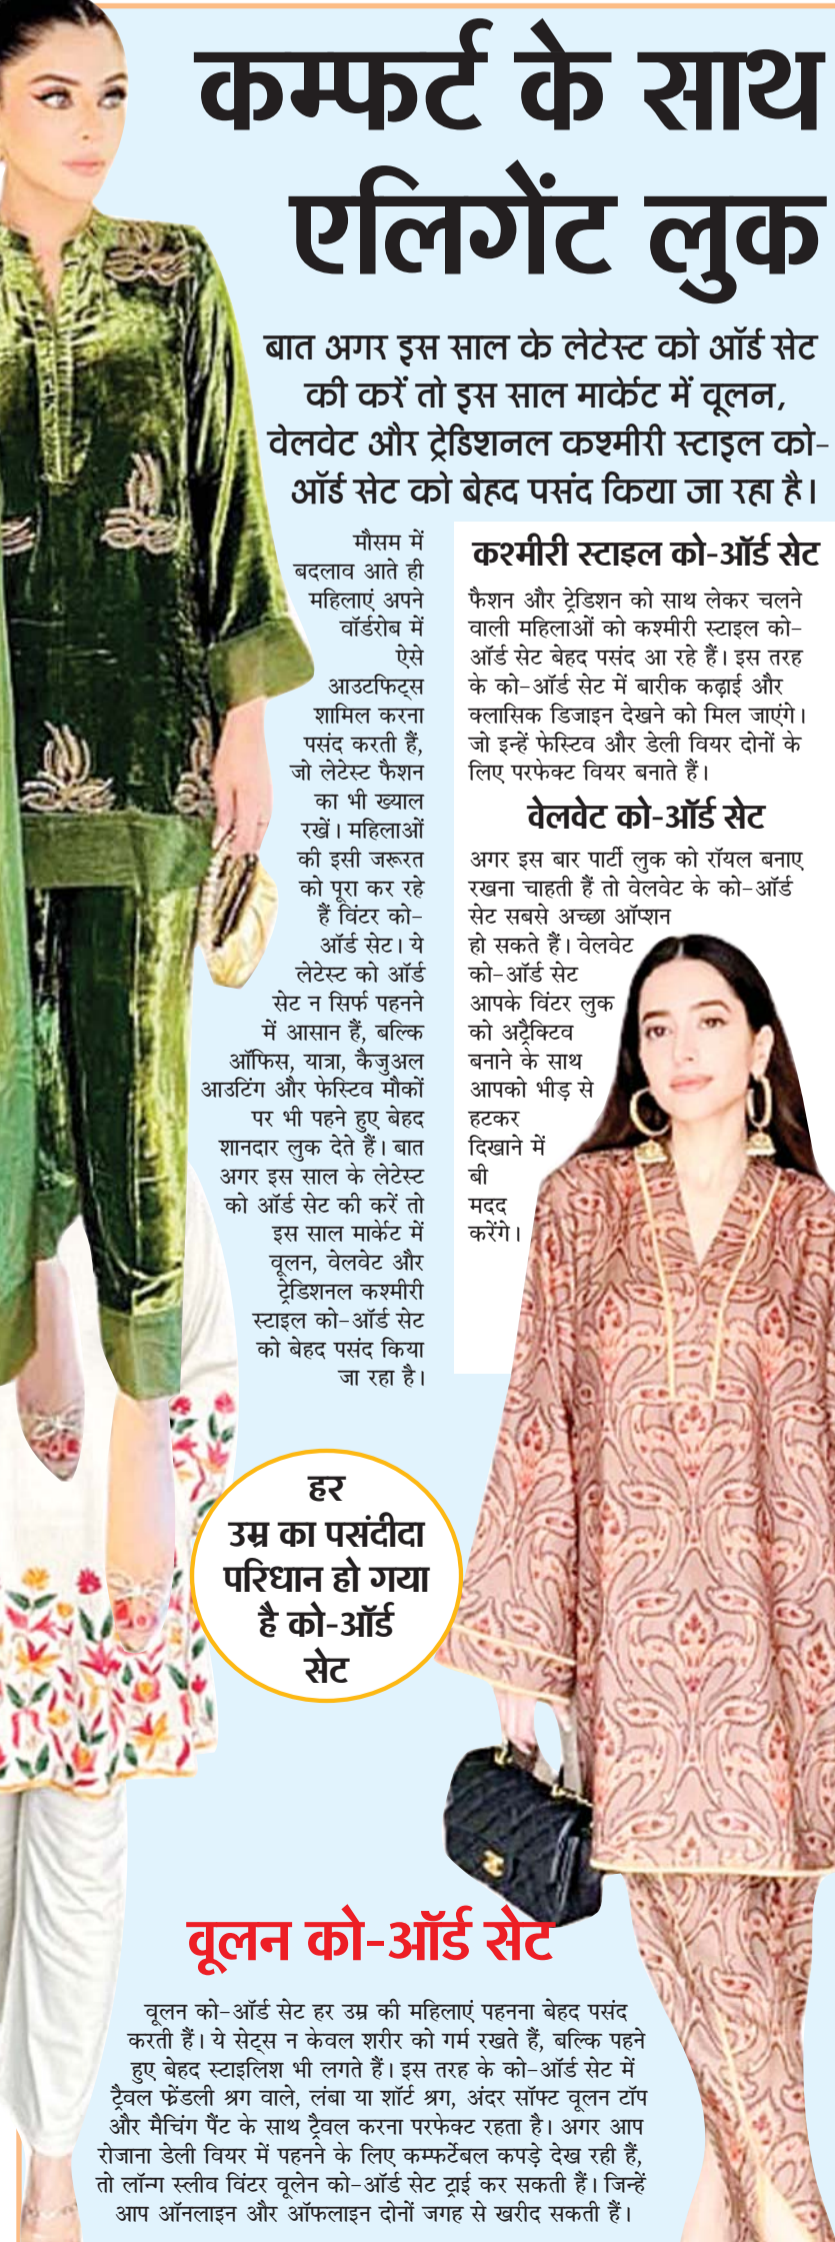 कम्फर्ट के साथ
एलिगेंट लुक
बात अगर इस साल के लेटेस्ट को ऑर्ड सेट
की करें तो इस साल मार्केट में वूलन,
वेलवेट और ट्रेडिशनल कश्मीरी स्टाइल को-
ऑर्ड सेट को बेहद पसंद किया जा रहा है।
मौसम में
बदलाव आते ही
महिलाएं अपने
वॉर्डरोब में
ऐसे
आउटफिट्स
शामिल करना
पसंद करती हैं,
जो लेटेस्ट फैशन
का भी ख्याल
रखें। महिलाओं
की इसी जरूरत
को पूरा कर रहे
हैं विंटर को-
ऑर्ड सेट। ये
लेटेस्ट को ऑर्ड
सेट न सिर्फ पहनने
में आसान हैं, बल्कि
ऑफिस, यात्रा, कैजुअल
आउटिंग और फेस्टिव मौकों
पर भी पहने हुए बेहद
शानदार लुक देते हैं। बात
अगर इस साल के लेटेस्ट
को ऑर्ड सेट की करें तो
इस साल मार्केट में
वूलन, वेलवेट और
ट्रेडिशनल कश्मीरी
स्टाइल को-ऑर्ड सेट
को बेहद पसंद किया
जा रहा है।
कश्मीरी स्टाइल को-ऑर्ड सेट
फैशन और ट्रेडिशन को साथ लेकर चलने
वाली महिलाओं को कश्मीरी स्टाइल को-
ऑर्ड सेट बेहद पसंद आ रहे हैं। इस तरह
के को-ऑर्ड सेट में बारीक कढ़ाई और
क्लासिक डिजाइन देखने को मिल जाएंगे।
जो इन्हें फेस्टिव और डेली वियर दोनों के
लिए परफेक्ट वियर बनाते हैं।
वेलवेट को-ऑर्ड सेट
अगर इस बार पार्टी लुक को रॉयल बनाए
रखना चाहती हैं तो वेलवेट के को-ऑर्ड
सेट सबसे अच्छा ऑप्शन
हो सकते हैं। वेलवेट
को-ऑर्ड सेट
आपके विंटर लुक
को अट्रैक्टिव
बनाने के साथ
आपको भीड़ से
हटकर
दिखाने में
बी
मदद
करेंगे।
हर
उम्र का पसंदीदा
परिधान हो गया
है को-ऑर्ड
सेट
वूलन को-ऑर्ड सेट
वूलन को-ऑर्ड सेट हर उम्र की महिलाएं पहनना बेहद पसंद
करती हैं। ये सेट्स न केवल शरीर को गर्म रखते हैं, बल्कि पहने
हुए बेहद स्टाइलिश भी लगते हैं। इस तरह के को-ऑर्ड सेट में
ट्रैवल फ्रेंडली श्रग वाले, लंबा या शॉर्ट श्रग, अंदर सॉफ्ट वूलन टॉप
और मैचिंग पैंट के साथ ट्रैवल करना परफेक्ट रहता है। अगर आप
रोजाना डेली वियर में पहनने के लिए कम्फर्टेबल कपड़े देख रही हैं,
तो लॉन्ग स्लीव विंटर वूलेन को-ऑर्ड सेट ट्राई कर सकती हैं। जिन्हें
आप ऑनलाइन और ऑफलाइन दोनों जगह से खरीद सकती हैं।